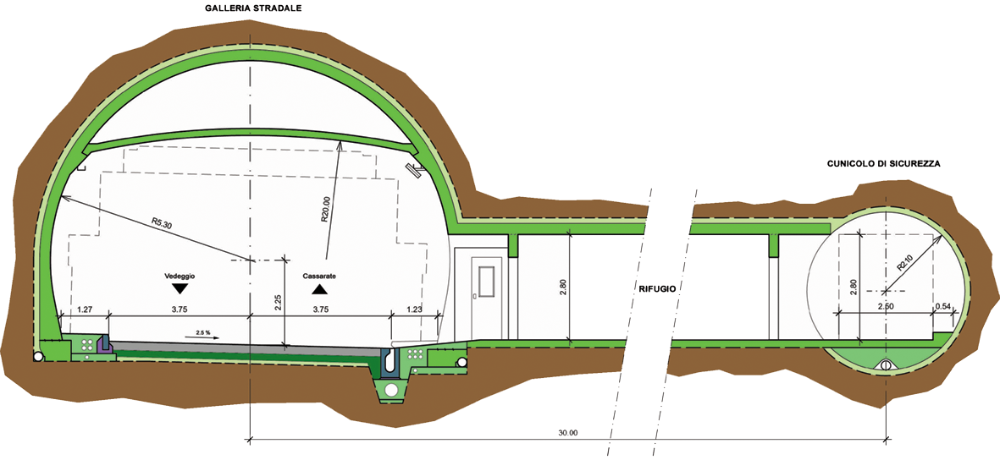 GALLERIA STRADALE
CUNICOLO DI SICUREZZA
R5.30
R20.00
R2.10
Vedeggio
Cassarate
2.25
2.80
RIFUGIO
2.80
1.27
3.75
3.75
1.23
2.50
0.54
2.5 %
30.00